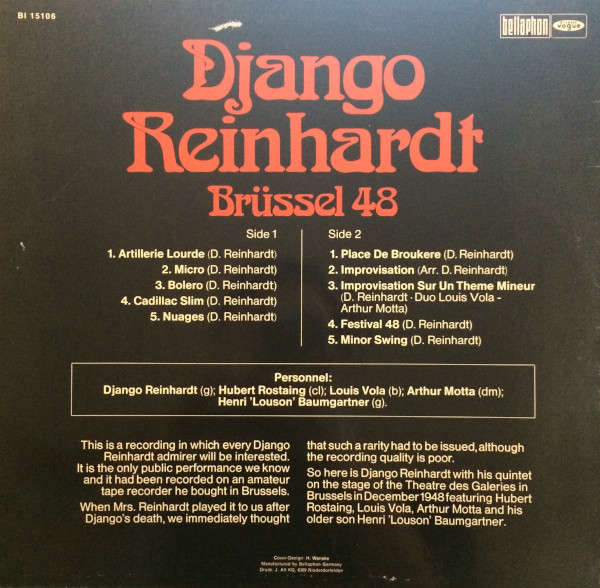 BI 15106
bellaphon
vogue
Django
Reinhardt
Brüssel 48
Side 1
1. Artillerie Lourde (D. Reinhardt)
2. Micro (D. Reinhardt)
3. Bolero (D. Reinhardt)
4. Cadillac Slim (D. Reinhardt)
5. Nuages (D. Reinhardt)
Side 2
1. Place De Broukere (D. Reinhardt)
2. Improvisation (Arr. D. Reinhardt)
3. Improvisation Sur Un Theme Mineur
(D. Reinhardt · Duo Louis Vola -
Arthur Motta)
4. Festival 48 (D. Reinhardt)
5. Minor Swing (D. Reinhardt)
Personnel:
Django Reinhardt (g); Hubert Rostaing (cl); Louis Vola (b); Arthur Motta (dm);
Henri 'Louson' Baumgartner (g).
This is a recording in which every Django
Reinhardt admirer will be interested.
It is the only public performance we know
and it had been recorded on an amateur
tape recorder he bought in Brussels.
When Mrs. Reinhardt played it to us after
Django's death, we immediately thought
that such a rarity had to be issued, although
the recording quality is poor.
So here is Django Reinhardt with his quintet
on the stage of the Theatre des Galeries in
Brussels in December 1948 featuring Hubert
Rostaing, Louis Vola, Arthur Motta and his
older son Henri 'Louson' Baumgartner.
Cover-Design: H. Wenske
Manufactured by Bellaphon Germany
Druck J. Alt KG, 6369 Niederdorfelden